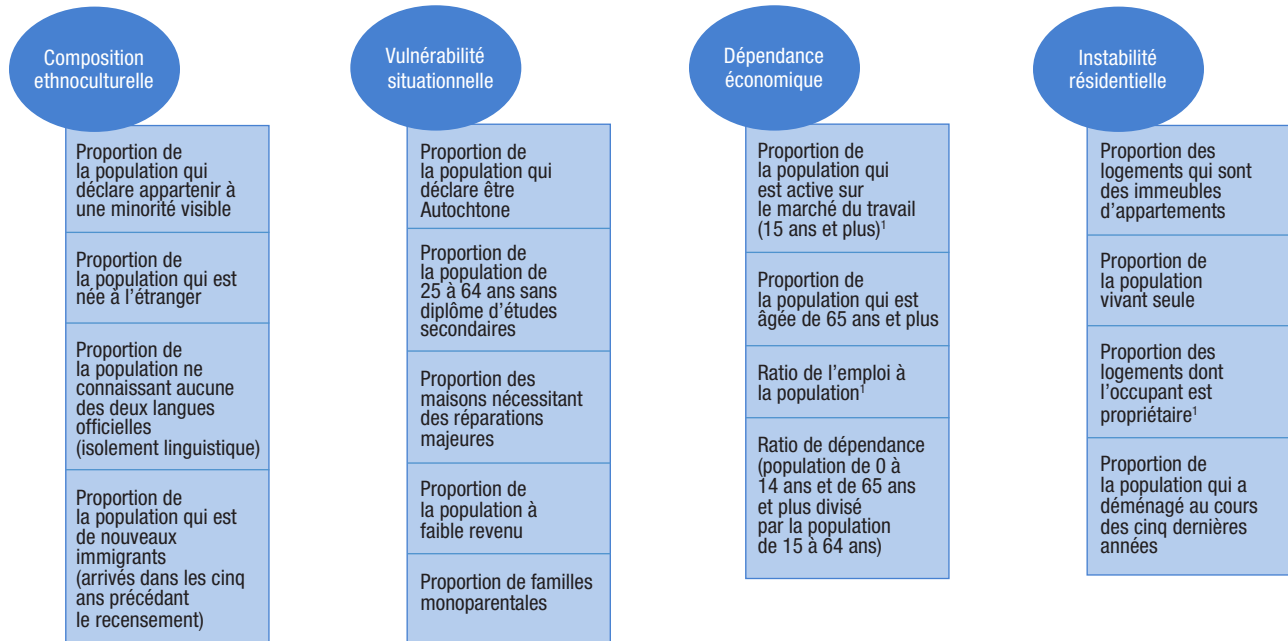 Composition
ethnoculturelle
Proportion de
la population qui
déclare appartenir à
une minorité visible
Proportion de
la population qui est
née à l'étranger
Proportion de
la population ne
connaissant aucune
des deux langues
officielles
(isolement linguistique)
Proportion de
la population qui est
de nouveaux
immigrants
(arrivés dans les cinq
ans précédant
le recensement)
Vulnérabilité
situationnelle
Proportion de
la population qui
déclare être
Autochtone
Proportion de
la population de
25 à 64 ans sans
diplôme d'études
secondaires
Proportion des
maisons nécessitant
des réparations
majeures
Proportion de
la population à
faible revenu
Proportion de familles
monoparentales
Dépendance
économique
Proportion de
la population qui
est active sur
le marché du travail
(15 ans et plus)¹
Proportion de
la population qui est
âgée de 65 ans et plus
Ratio de l'emploi à
la population¹
Ratio de dépendance
(population de 0 à
14 ans et de 65 ans
et plus divisé
par la population
de 15 à 64 ans)
Instabilité
résidentielle
Proportion des
logements qui sont
des immeubles
d'appartements
Proportion de
la population
vivant seule
Proportion des
logements dont
l'occupant est
propriétaire¹
Proportion de
la population qui a
déménagé au cours
des cinq dernières
années